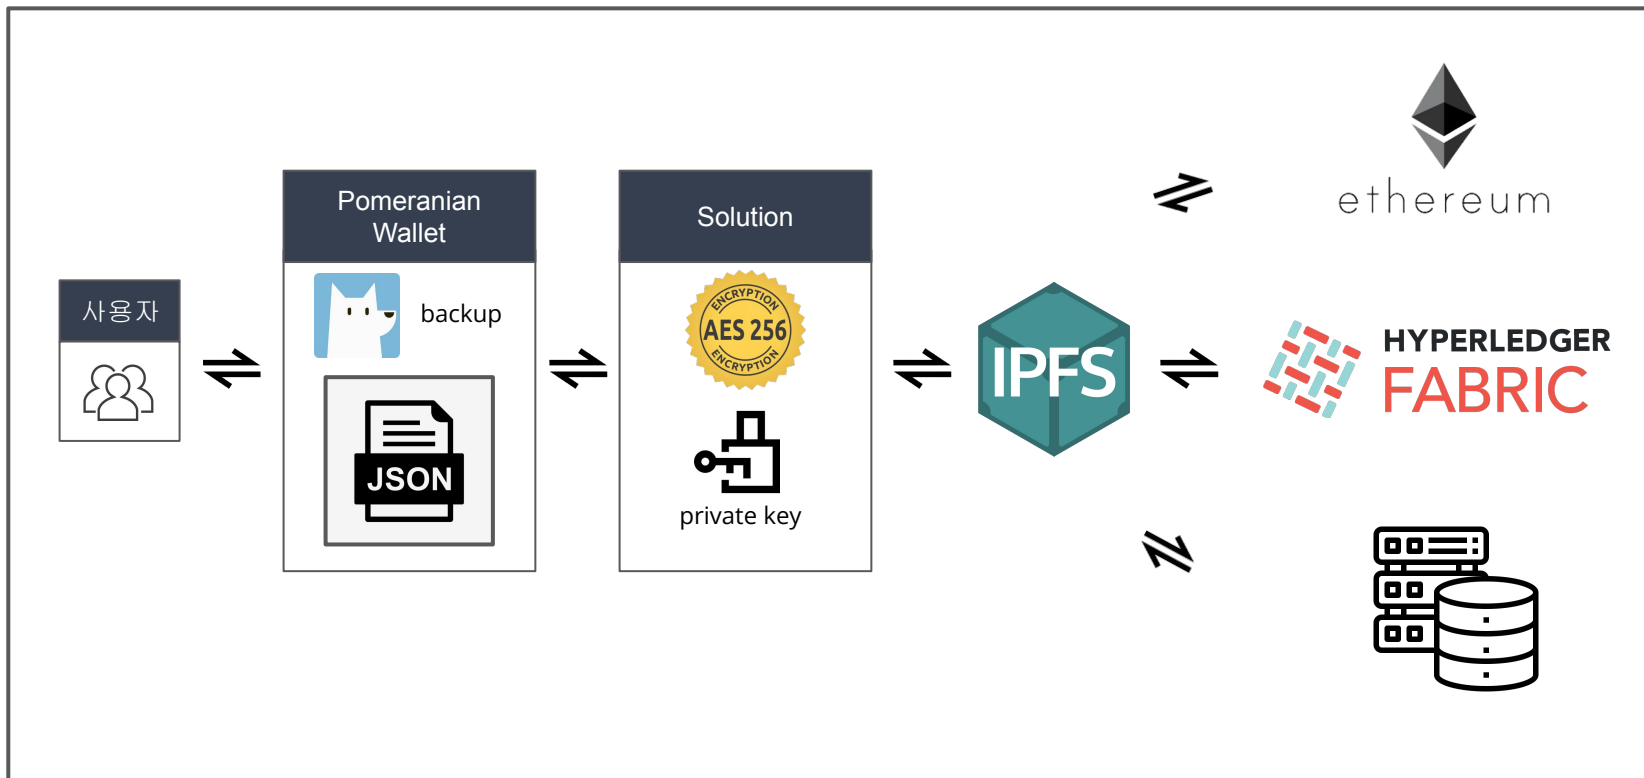 사용자
Pomeranian
Wallet
backup
JSON
Solution
ENCRYPTION
AES 256
ENCRYPTION
private key
IPFS
ethereum
HYPERLEDGER
FABRIC